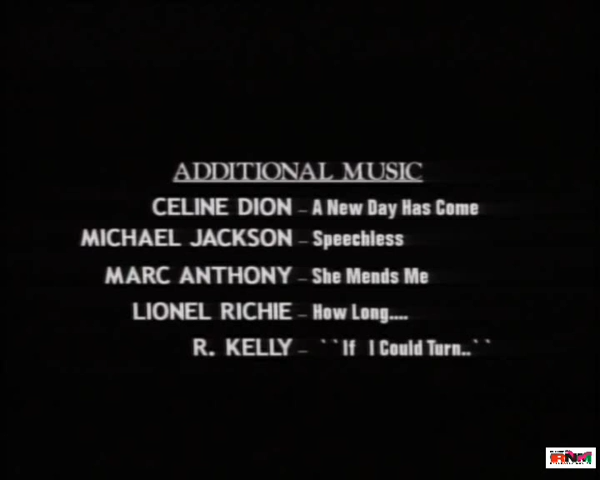 ADDITIONAL MUSIC
CELINE DION – A New Day Has Come
MICHAEL JACKSON – Speechless
MARC ANTHONY – She Mends Me
LIONEL RICHIE – How Long....
R. KELLY – ``If I Could Turn..``